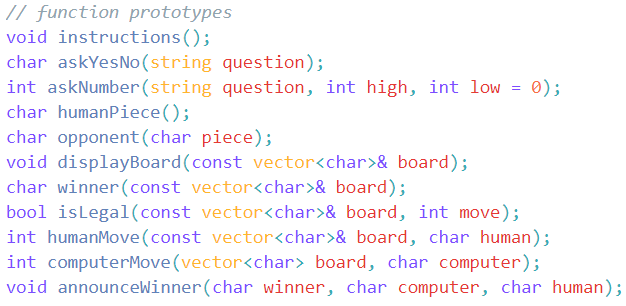 // function prototypes
void instructions();
char askYesNo(string question);
int askNumber(string question, int high, int low = 0);
char humanPiece();
char opponent(char piece);
void displayBoard(const vector<char>& board);
char winner(const vector<char>& board);
bool isLegal(const vector<char>& board, int move);
int humanMove(const vector<char>& board, char human);
int computerMove(vector<char> board, char computer);
void announceWinner(char winner, char computer, char human);